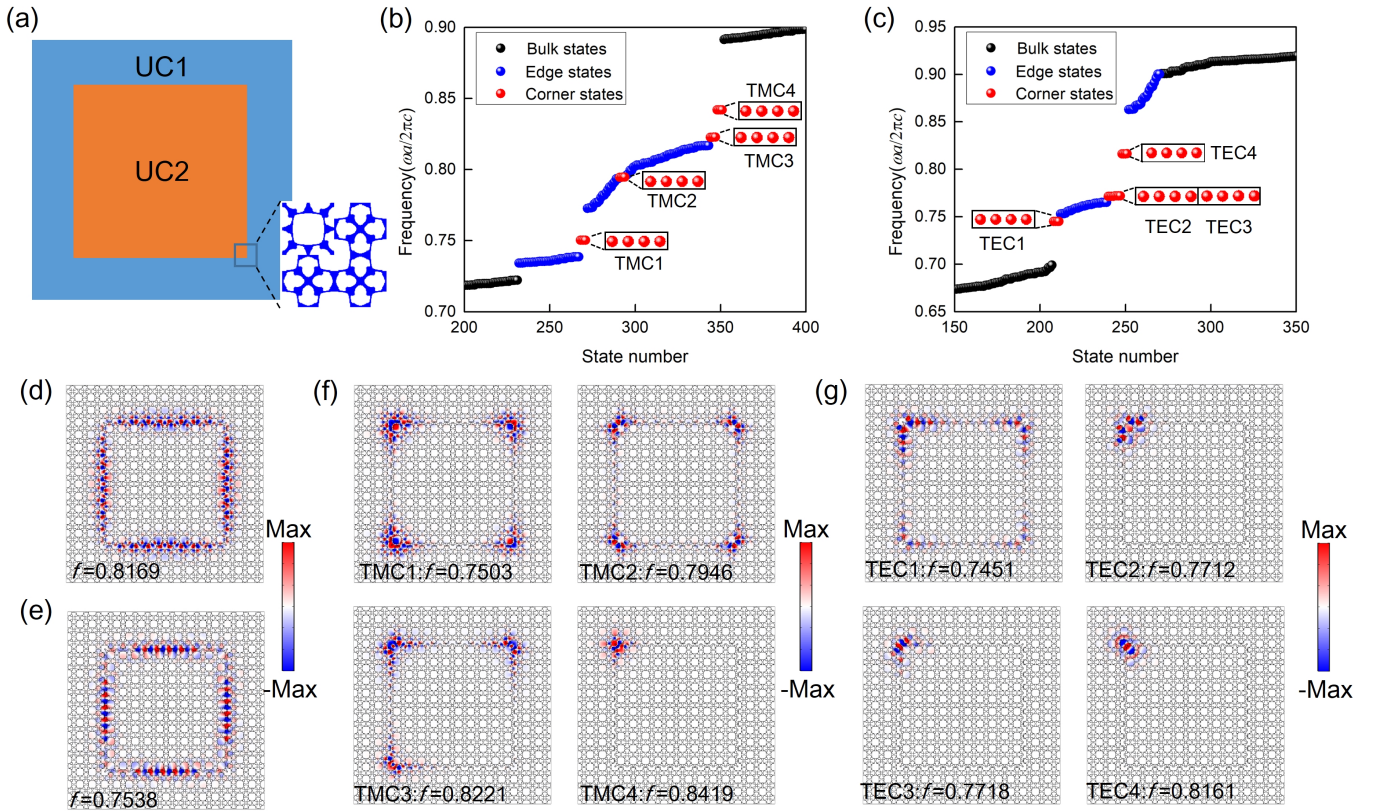 (a)
UC1
UC2
(b)
Frequency(ωa/2πc)
0.90
0.85
0.80
0.75
0.70
200
250
300
350
400
State number
Bulk states
Edge states
Corner states
TMC4
TMC3
TMC2
TMC1
(c)
Frequency(ωa/2πc)
0.95
0.90
0.85
0.80
0.75
0.70
0.65
150
200
250
300
350
State number
Bulk states
Edge states
Corner states
TEC4
TEC1
TEC2
TEC3
(d)
f=0.8169
Max
-Max
(e)
f=0.7538
(f)
TMC1:f=0.7503
TMC2:f=0.7946
TMC3:f=0.8221
TMC4:f=0.8419
Max
-Max
(g)
TEC1:f=0.7451
TEC2:f=0.7712
TEC3:f=0.7718
TEC4:f=0.8161
Max
-Max